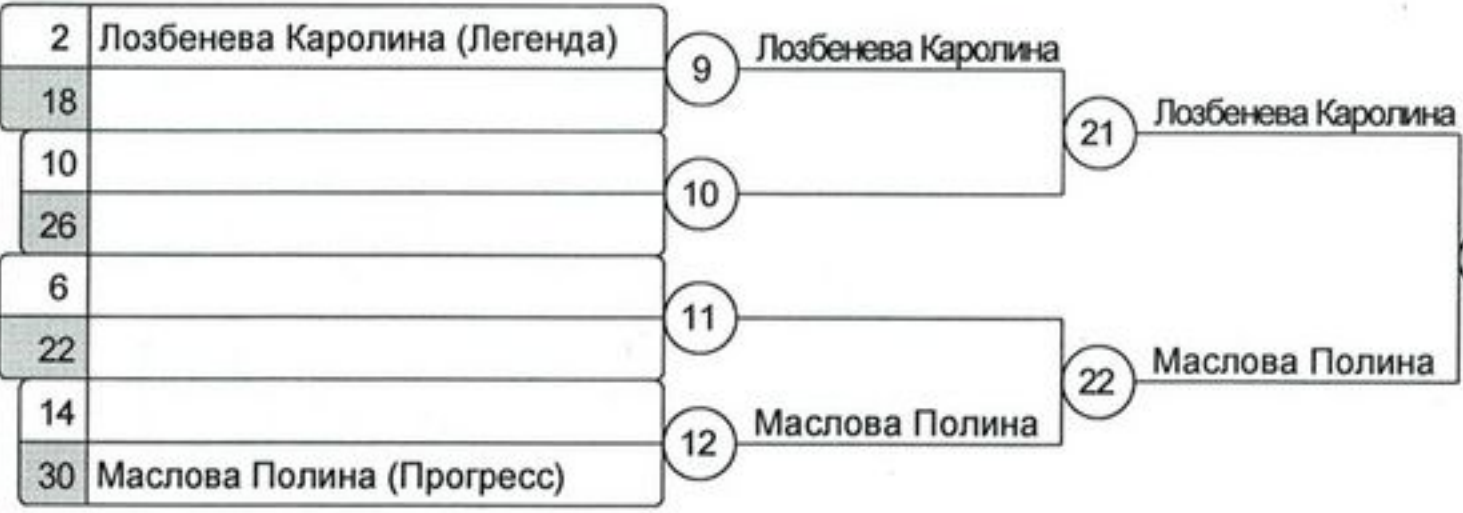 2 Лозбенева Каролина (Легенда)
18
10
26
6
22
14
30 Маслова Полина (Прогресс)
9 Лозбенева Каролина
10
11
12 Маслова Полина
21 Лозбенева Каролина
22 Маслова Полина